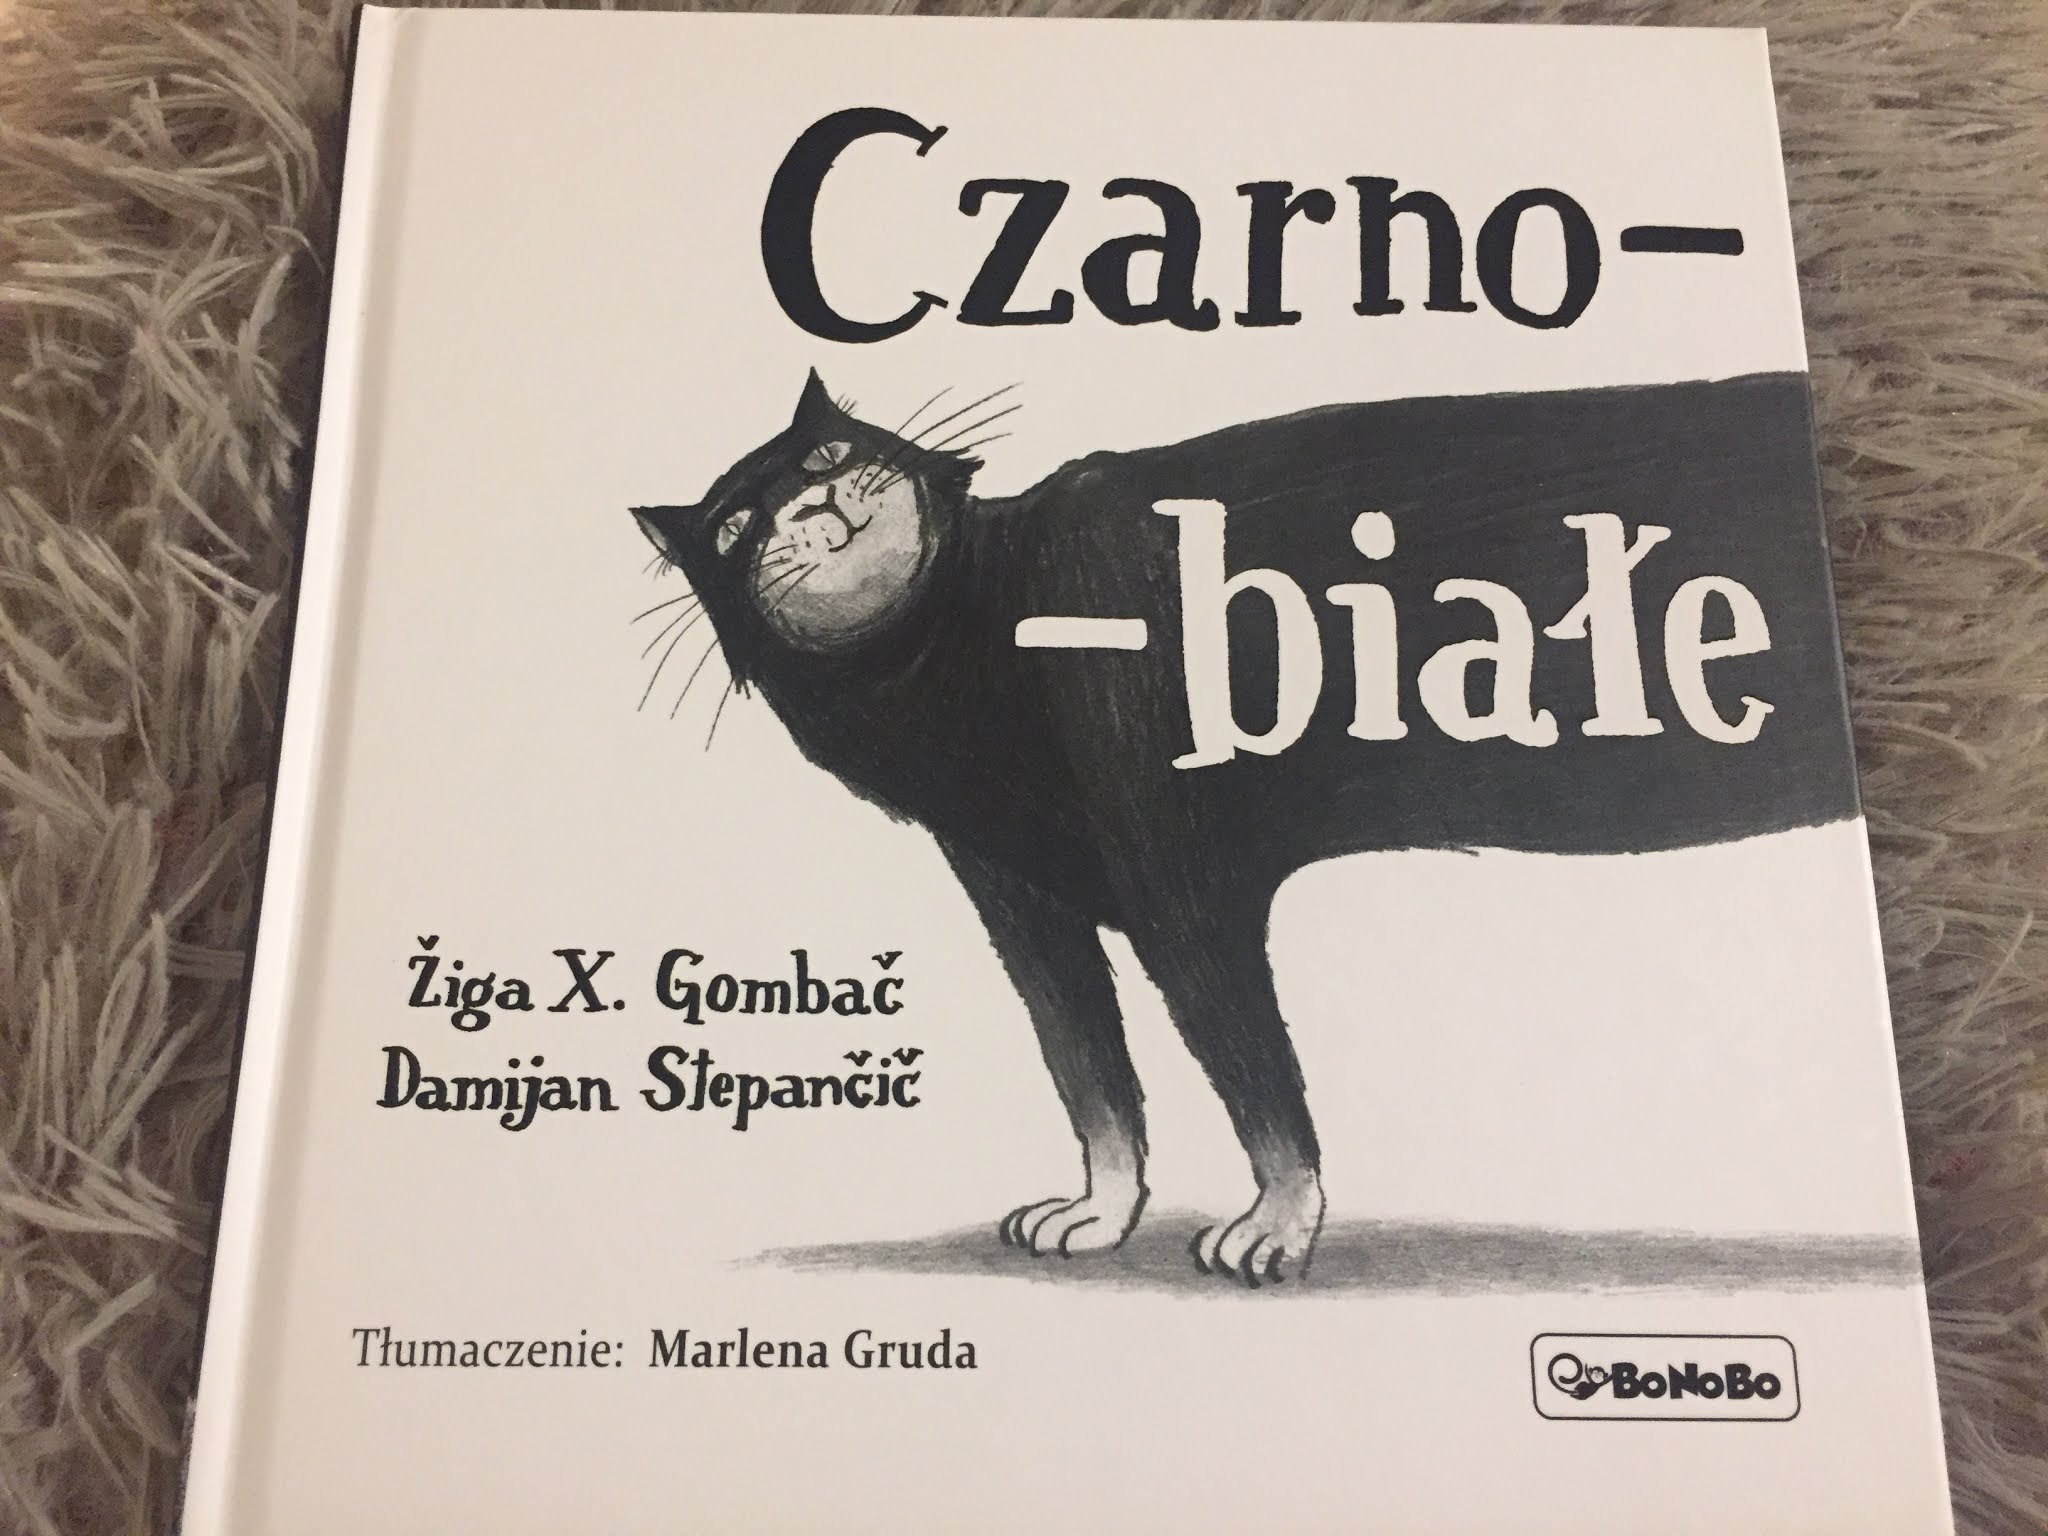 Czarno-
-białe
Žiga X. Gombač
Damijan Stepančič
Tłumaczenie: Marlena Gruda
BoNoBo